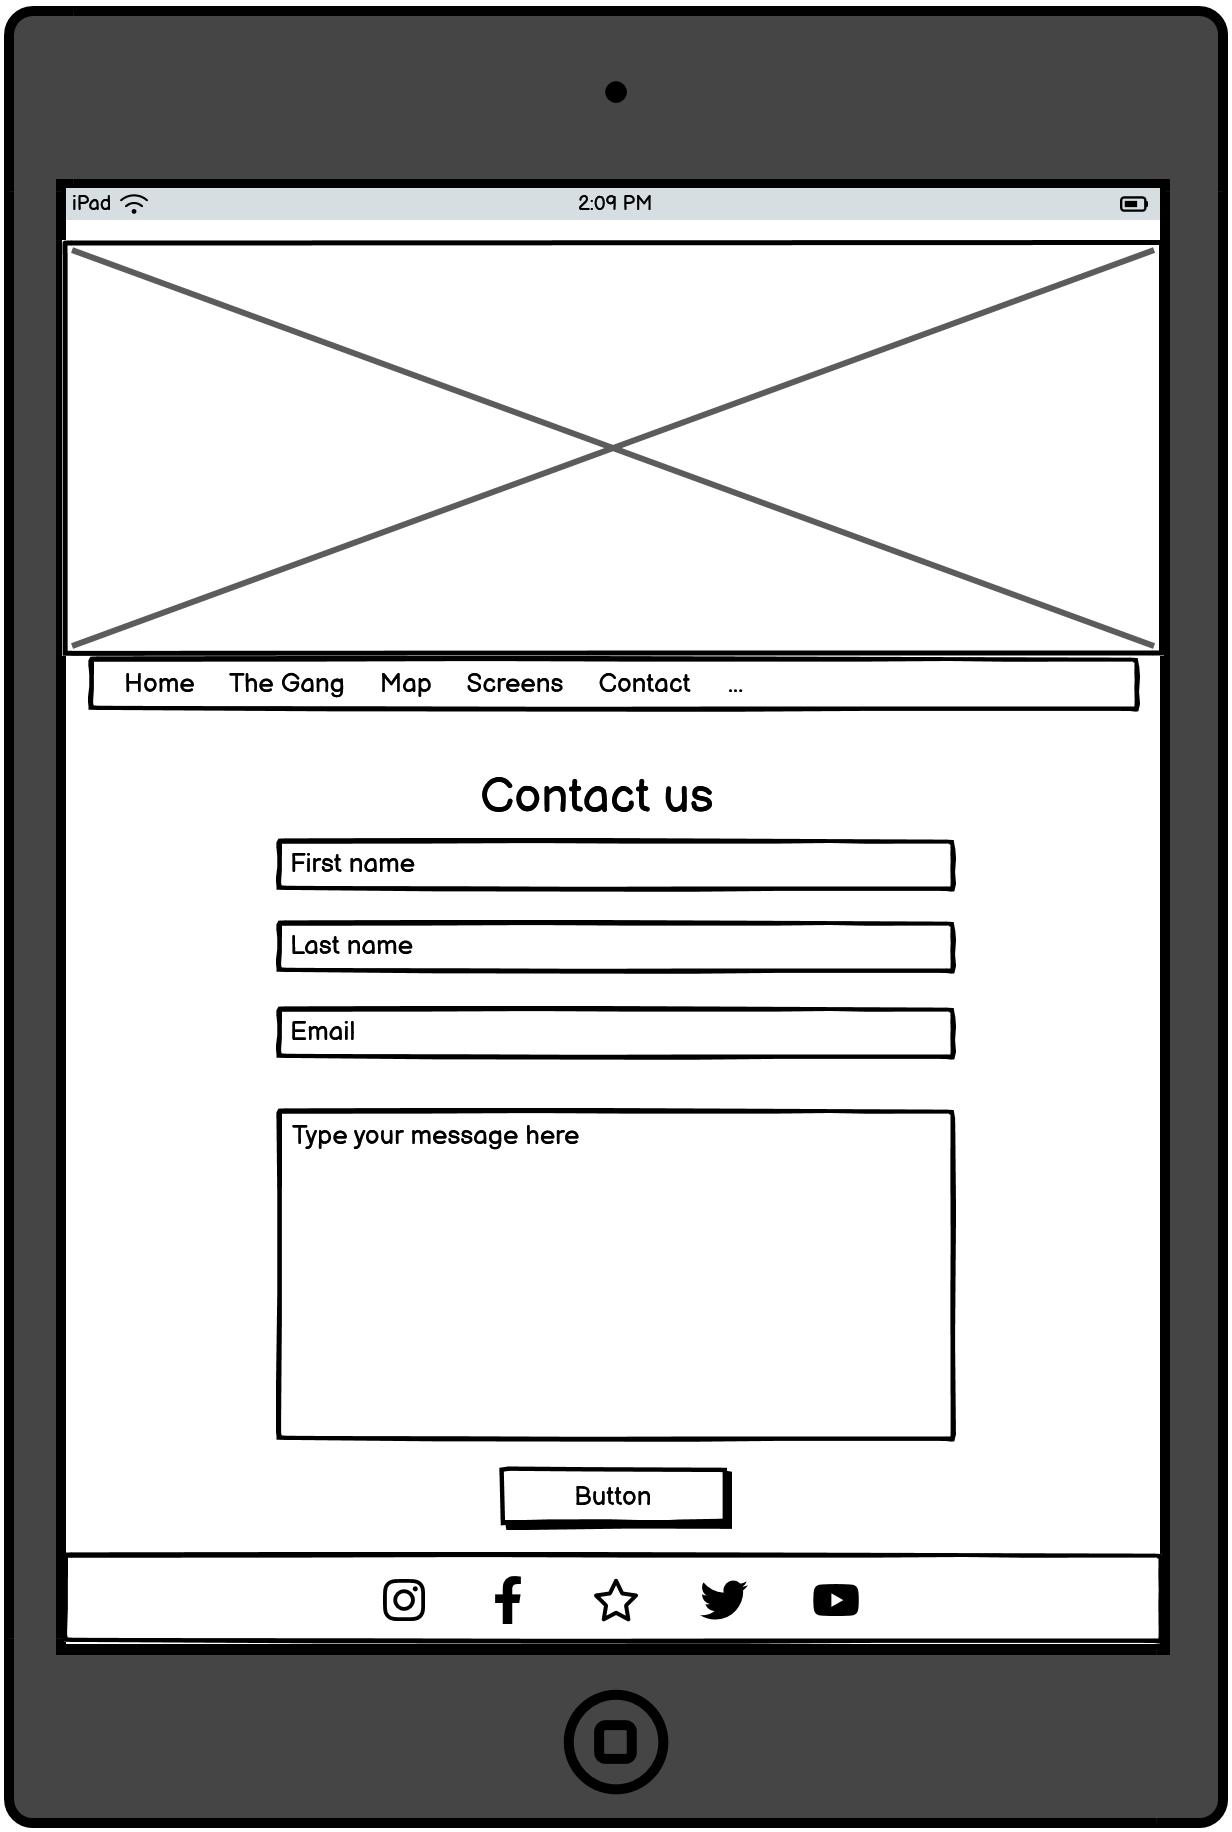 iPad 2:09 PM
Home The Gang Map Screens Contact ...
Contact us
First name
Last name
Email
Type your message here
Button